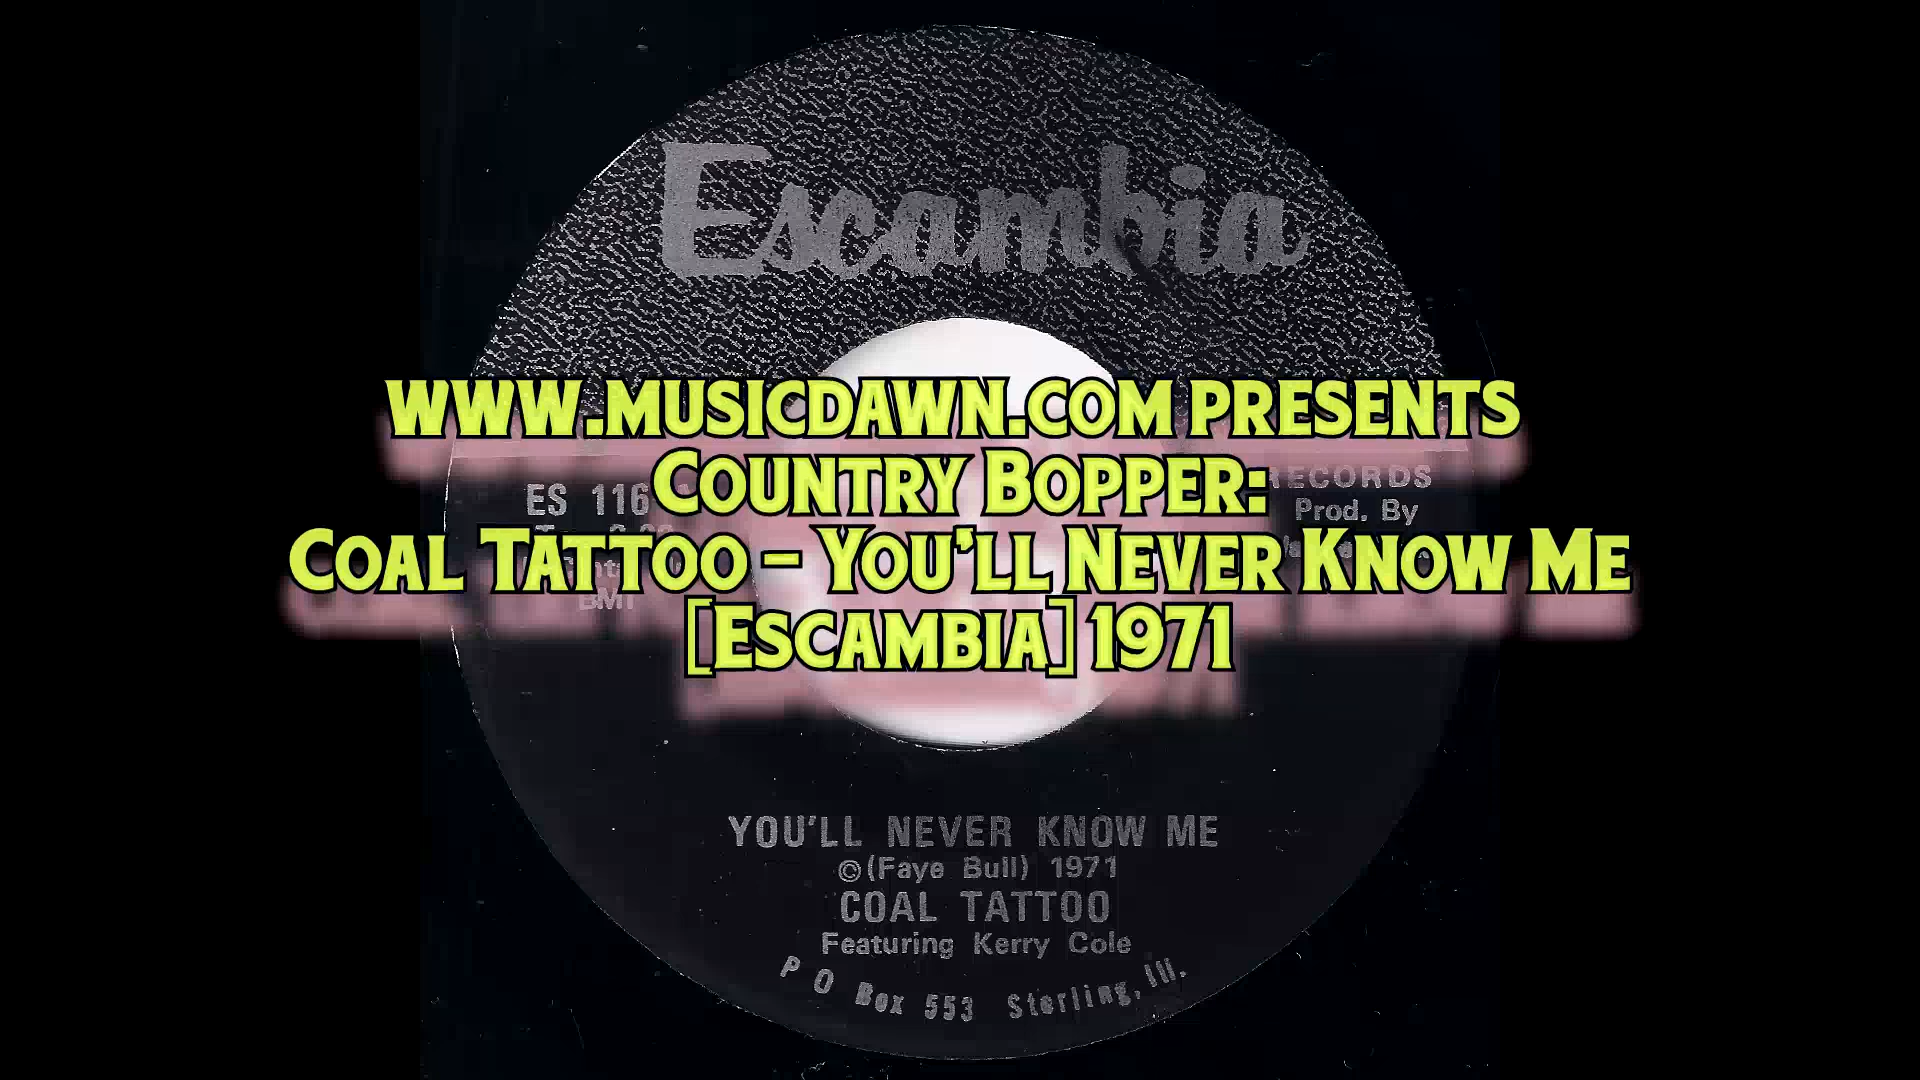 Escambia
WWW.MUSICDAWN.COM PRESENTS
COUNTRY BOPPER:
RECORDS
ES 116
Prod. By
COAL TATTOO - YOU'LL NEVER KNOW ME
BMI
[ESCAMBIA] 1971
YOU'LL NEVER KNOW ME
©(Faye Bull) 1971
COAL TATTOO
Featuring Kerry Cole
P O Box 553 Sterling, Ill.